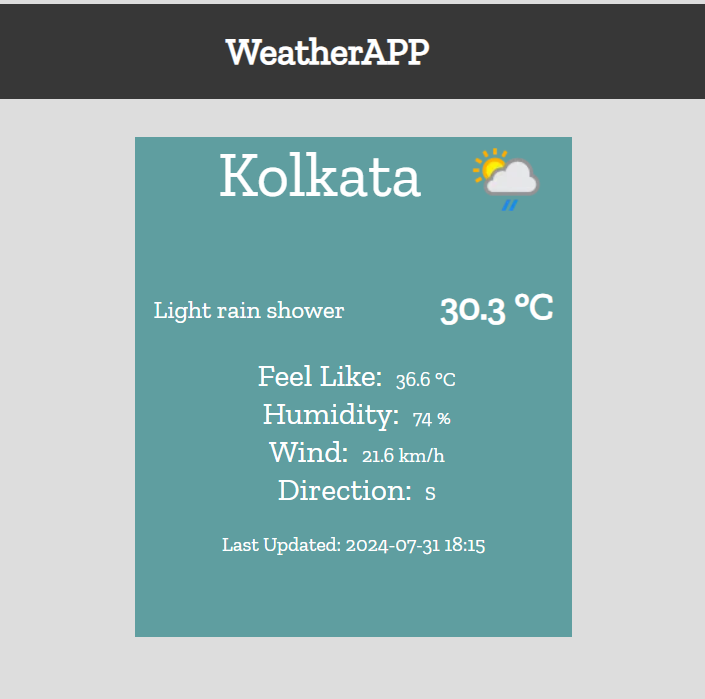 WeatherAPP
Kolkata
Light rain shower 30.3 °C
Feel Like: 36.6 °C
Humidity: 74 %
Wind: 21.6 km/h
Direction: S
Last Updated: 2024-07-31 18:15